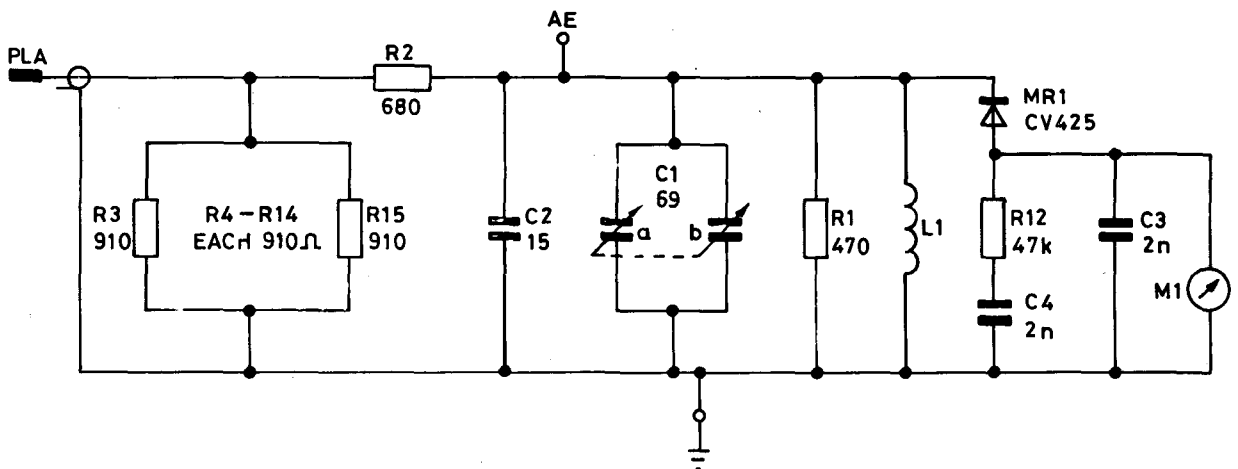 PLA
R2
680
AE
R3
910
R4–R14
EACH 910Ω
R15
910
C2
15
C1
69
a
b
R1
470
L1
MR1
CV425
R12
47k
C4
2n
C3
2n
M1